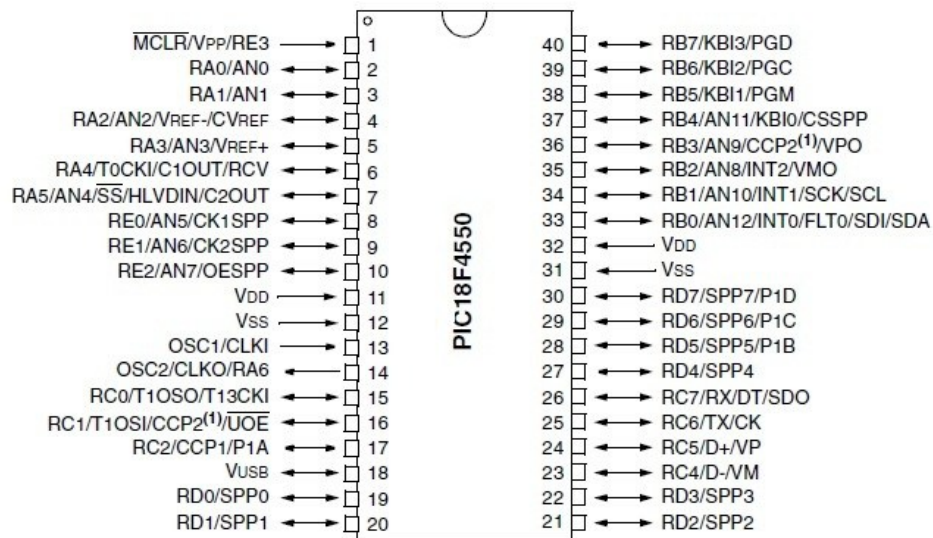 MCLR/VPP/RE3 1
RA0/AN0 2
RA1/AN1 3
RA2/AN2/VREF-/CVREF 4
RA3/AN3/VREF+ 5
RA4/T0CKI/C1OUT/RCV 6
RA5/AN4/SS/HLVDIN/C2OUT 7
RE0/AN5/CK1SPP 8
RE1/AN6/CK2SPP 9
RE2/AN7/OESPP 10
VDD 11
VSS 12
OSC1/CLKI 13
OSC2/CLKO/RA6 14
RC0/T1OSO/T13CKI 15
RC1/T1OSI/CCP2(1)/UOE 16
RC2/CCP1/P1A 17
VUSB 18
RD0/SPP0 19
RD1/SPP1 20
PIC18F4550
40 RB7/KBI3/PGD
39 RB6/KBI2/PGC
38 RB5/KBI1/PGM
37 RB4/AN11/KBI0/CSSPP
36 RB3/AN9/CCP2(1)/VPO
35 RB2/AN8/INT2/VMO
34 RB1/AN10/INT1/SCK/SCL
33 RB0/AN12/INT0/FLT0/SDI/SDA
32 VDD
31 VSS
30 RD7/SPP7/P1D
29 RD6/SPP6/P1C
28 RD5/SPP5/P1B
27 RD4/SPP4
26 RC7/RX/DT/SDO
25 RC6/TX/CK
24 RC5/D+/VP
23 RC4/D-/VM
22 RD3/SPP3
21 RD2/SPP2